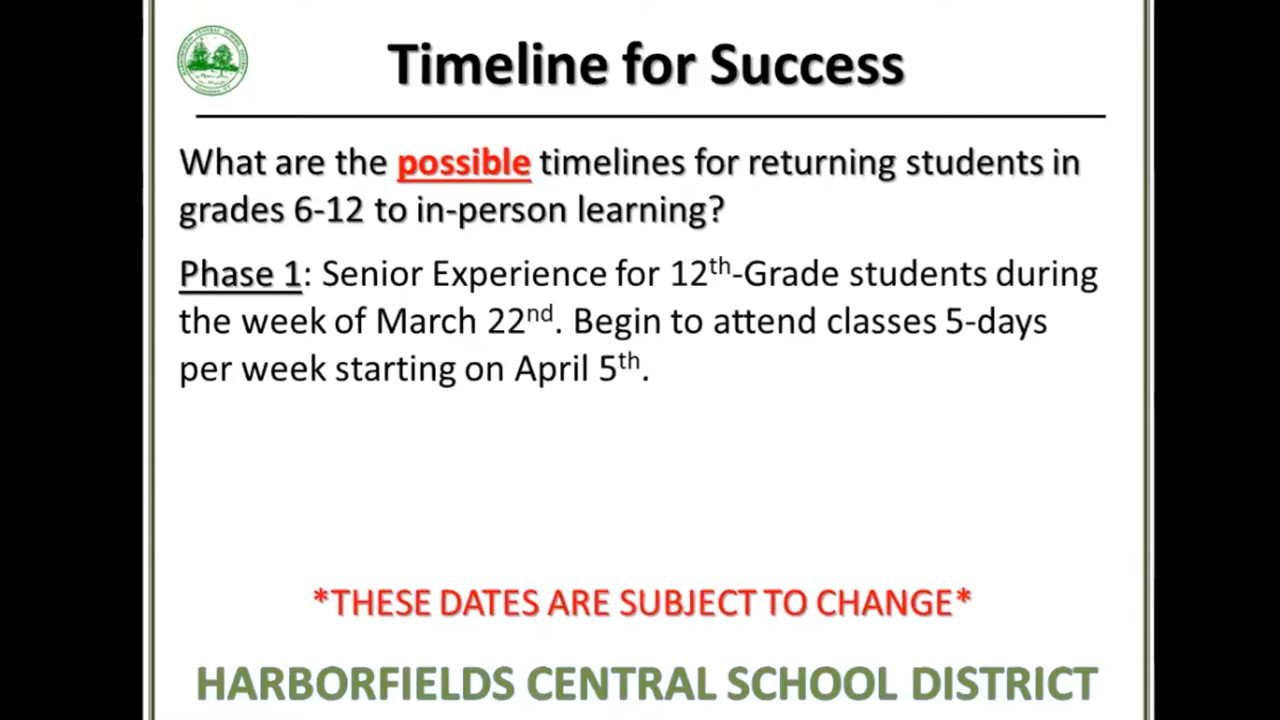 Timeline for Success
What are the possible timelines for returning students in
grades 6-12 to in-person learning?
Phase 1: Senior Experience for 12th-Grade students during
the week of March 22nd. Begin to attend classes 5-days
per week starting on April 5th.
*THESE DATES ARE SUBJECT TO CHANGE*
HARBORFIELDS CENTRAL SCHOOL DISTRICT